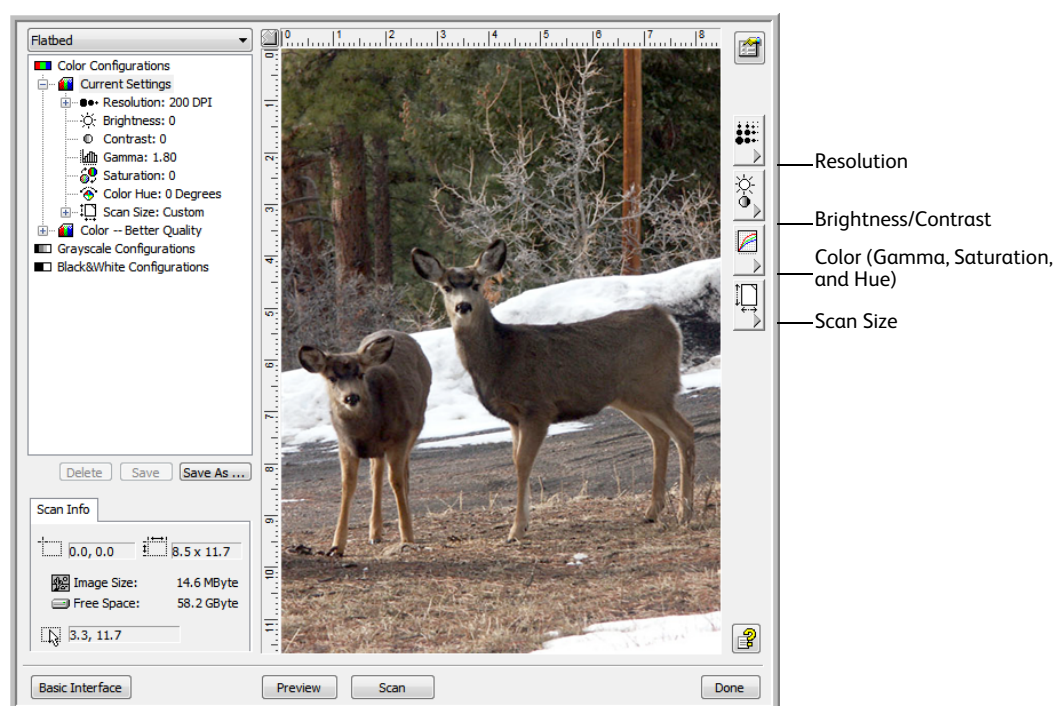 Flatbed
Color Configurations
Current Settings
Resolution: 200 DPI
Brightness: 0
Contrast: 0
Gamma: 1.80
Saturation: 0
Color Hue: 0 Degrees
Scan Size: Custom
Color -- Better Quality
Grayscale Configurations
Black&White Configurations
Delete Save Save As ...
Scan Info
0.0, 0.0 8.5 x 11.7
Image Size: 14.6 MByte
Free Space: 58.2 GByte
3.3, 11.7
0 1 2 3 4 5 6 7 8
0
1
2
3
4
5
6
7
8
9
10
11
Resolution
Brightness/Contrast
Color (Gamma, Saturation,
and Hue)
Scan Size
Basic Interface Preview Scan Done